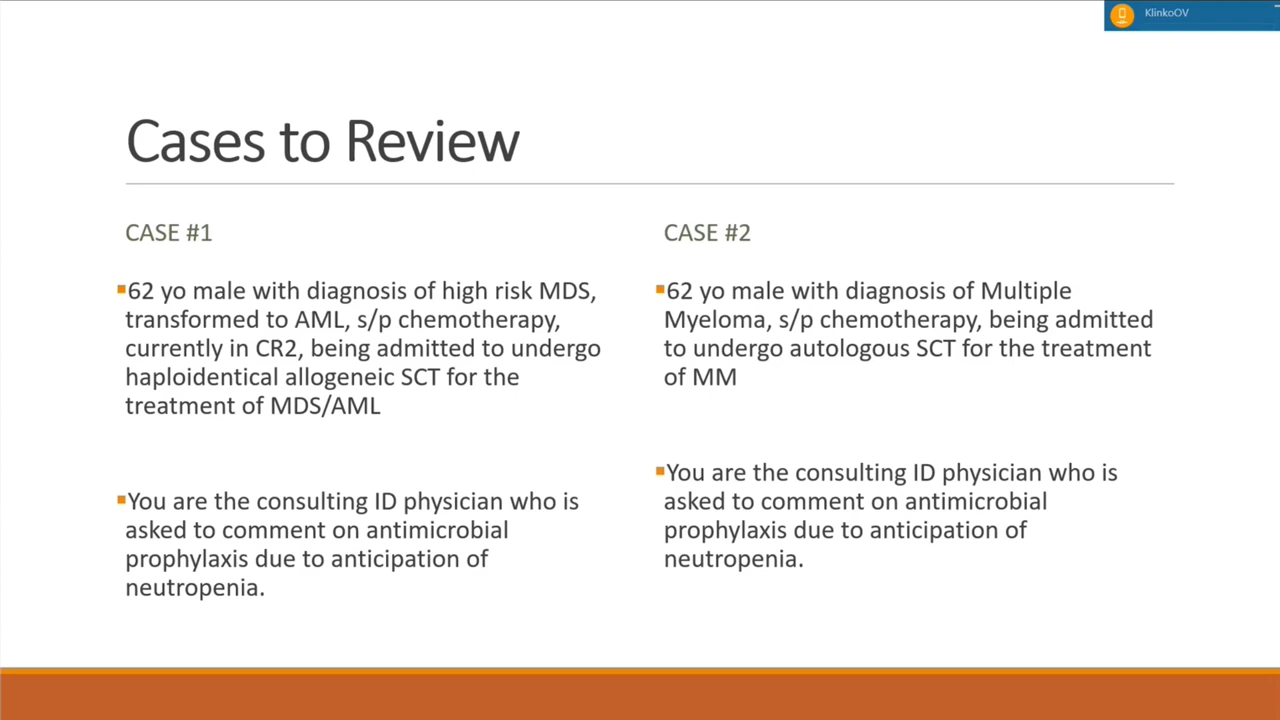 KlinkoOV
Cases to Review
CASE #1
▪62 yo male with diagnosis of high risk MDS,
transformed to AML, s/p chemotherapy,
currently in CR2, being admitted to undergo
haploidentical allogeneic SCT for the
treatment of MDS/AML
▪You are the consulting ID physician who is
asked to comment on antimicrobial
prophylaxis due to anticipation of
neutropenia.
CASE #2
▪62 yo male with diagnosis of Multiple
Myeloma, s/p chemotherapy, being admitted
to undergo autologous SCT for the treatment
of MM
▪You are the consulting ID physician who is
asked to comment on antimicrobial
prophylaxis due to anticipation of
neutropenia.